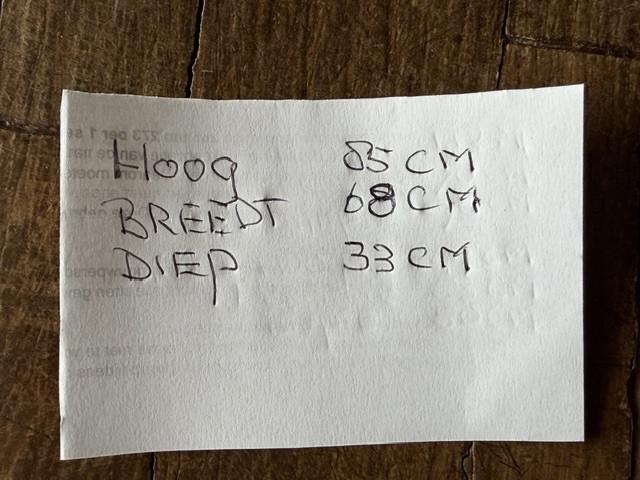 Hoog 85 CM
BREEDT 68 CM
DIEP 33 CM